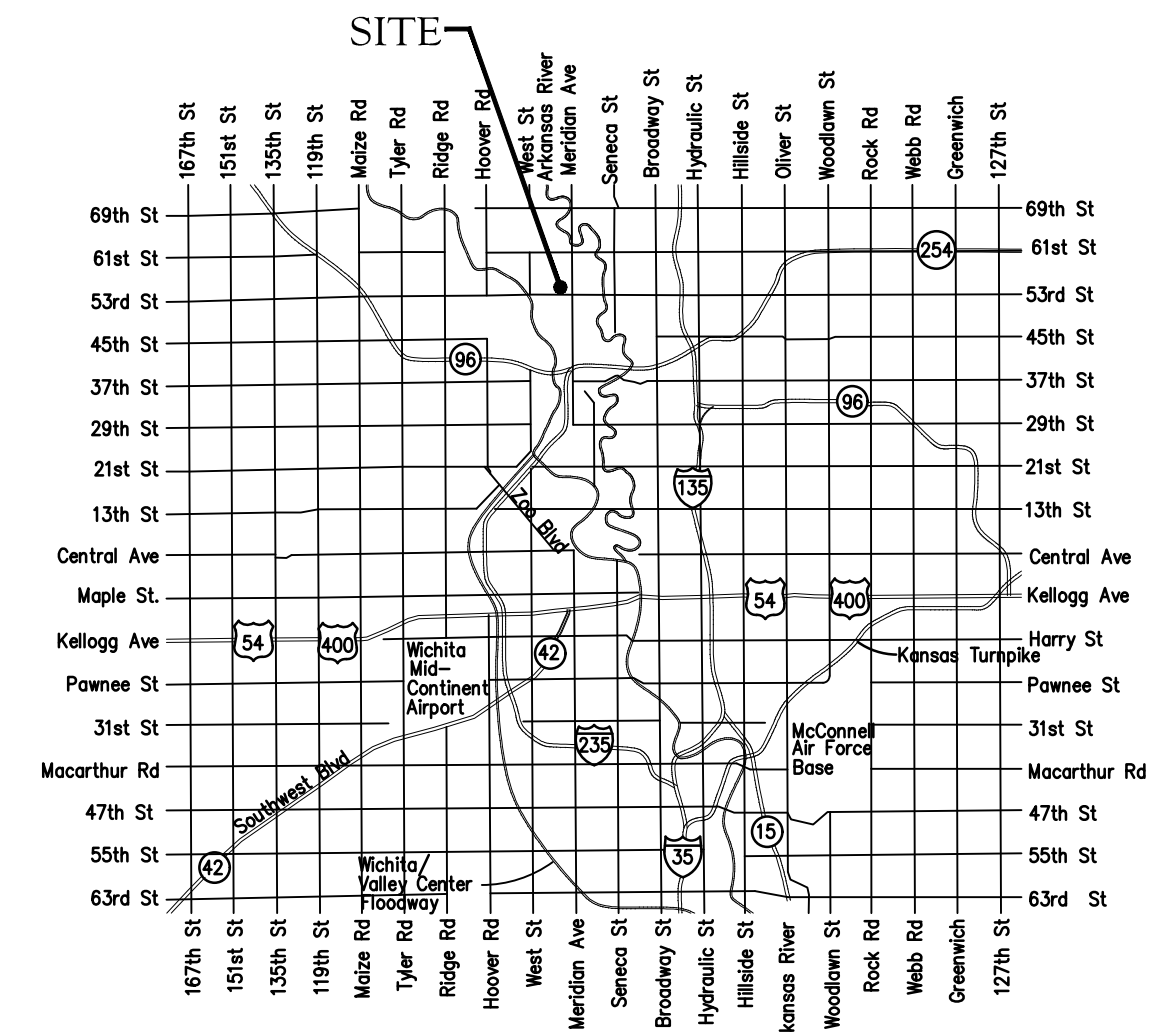 SITE
167th St
151st St
135th St
119th St
Maize Rd
Tyler Rd
Ridge Rd
Hoover Rd
West St
Arkansas River
Meridian Ave
Seneca St
Broadway St
Hydraulic St
Hillside St
Oliver St
Woodlawn St
Rock Rd
Webb Rd
Greenwich
127th St
69th St
61st St
53rd St
45th St
37th St
29th St
21st St
13th St
Central Ave
Maple St.
Kellogg Ave
Pawnee St
31st St
Macarthur Rd
47th St
55th St
63rd St
69th St
61st St
53rd St
45th St
37th St
29th St
21st St
13th St
Central Ave
Kellogg Ave
Harry St
Pawnee St
31st St
Macarthur Rd
47th St
55th St
63rd St
254
96
96
135
Zoo Blvd
54
400
54
400
42
Kansas Turnpike
Wichita
Mid-
Continent
Airport
235
McConnell
Air Force
Base
Southwest Blvd
42
15
35
Wichita/
Valley Center
Floodway
167th St
151st St
135th St
119th St
Maize Rd
Tyler Rd
Ridge Rd
Hoover Rd
West St
Meridian Ave
Seneca St
Broadway St
Hydraulic St
Hillside St
kansas River
Woodlawn St
Rock Rd
Webb Rd
Greenwich
127th St